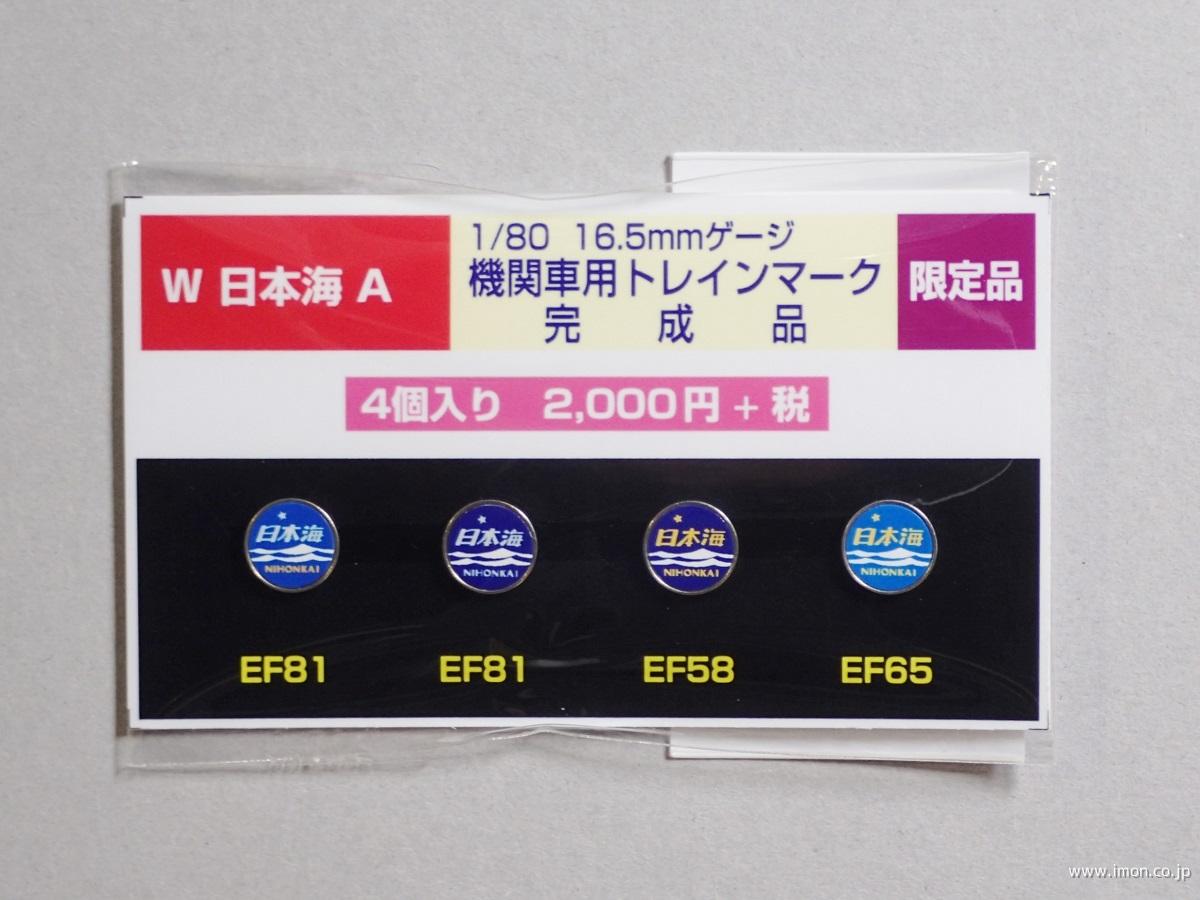 W 日本海 A
1/80 16.5mmゲージ
機関車用トレインマーク
完成品
限定品
4個入り 2,000円 + 税
日本海
NIHONKAI
日本海
NIHONKAI
日本海
NIHONKAI
日本海
NIHONKAI
EF81
EF81
EF58
EF65
www.imon.co.jp